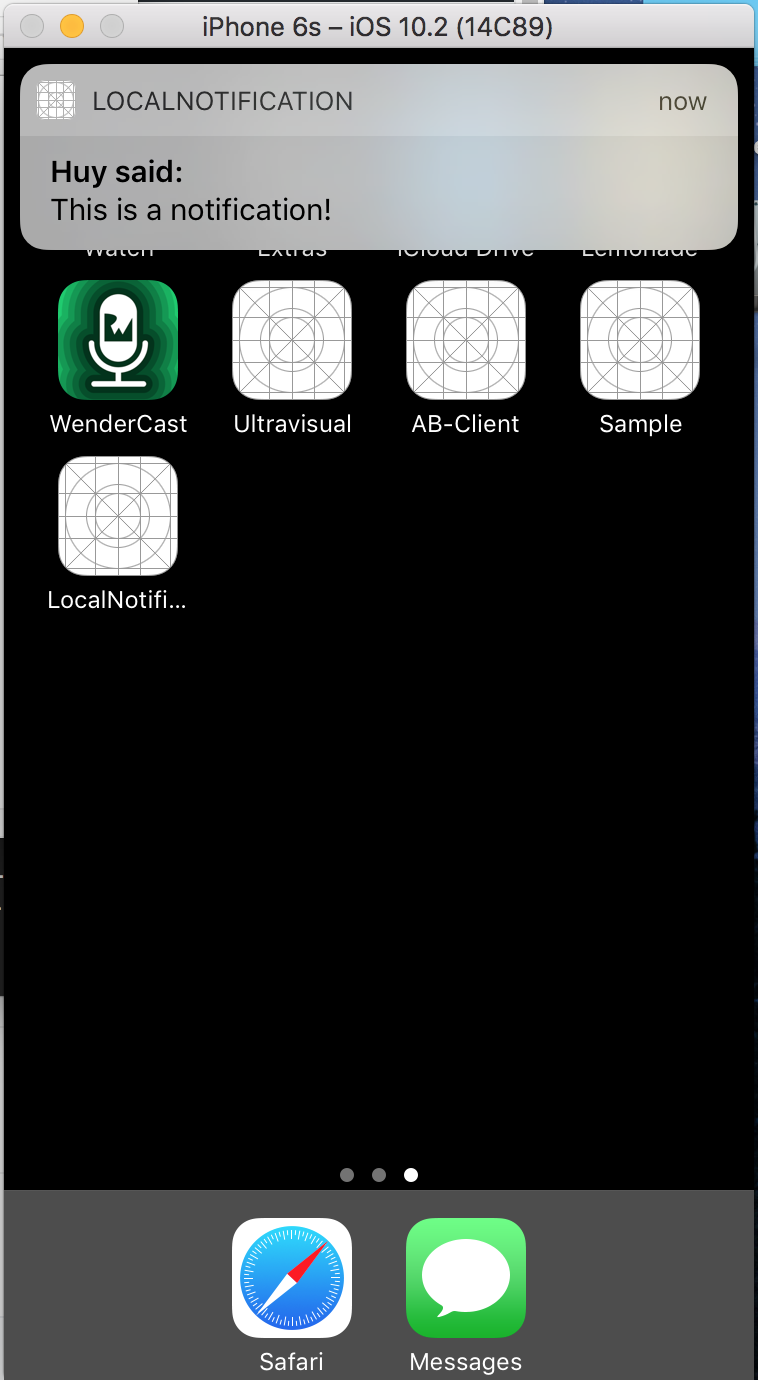 iPhone 6s – iOS 10.2 (14C89)
LOCALNOTIFICATION now
Huy said:
This is a notification!
Watch Extras iCloud Drive Lemonade
WenderCast Ultravisual AB-Client Sample
LocalNotifi...
Safari Messages